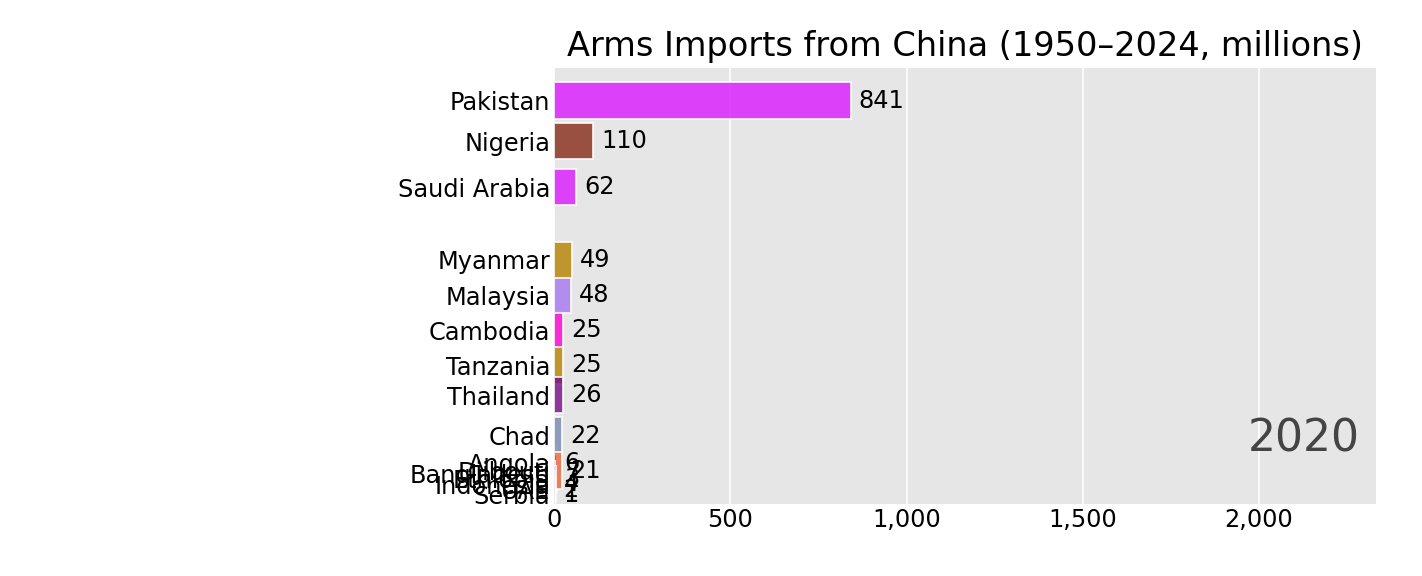 Arms Imports from China (1950–2024, millions)
Pakistan 841
Nigeria 110
Saudi Arabia 62
Myanmar 49
Malaysia 48
Cambodia 25
Tanzania 25
Thailand 26
Chad 22
2020
Angola 6
21
Serbia 1
0 500 1,000 1,500 2,000